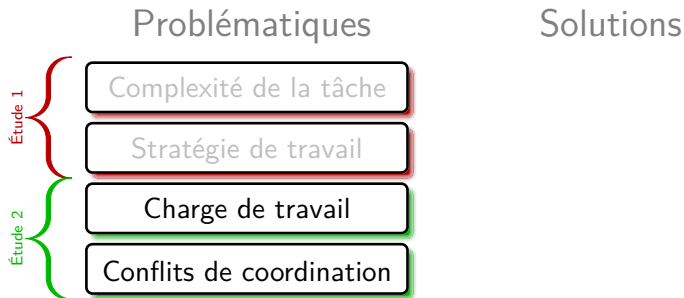 Problématiques Solutions
Étude 1
Complexité de la tâche
Stratégie de travail
Étude 2
Charge de travail
Conflits de coordination